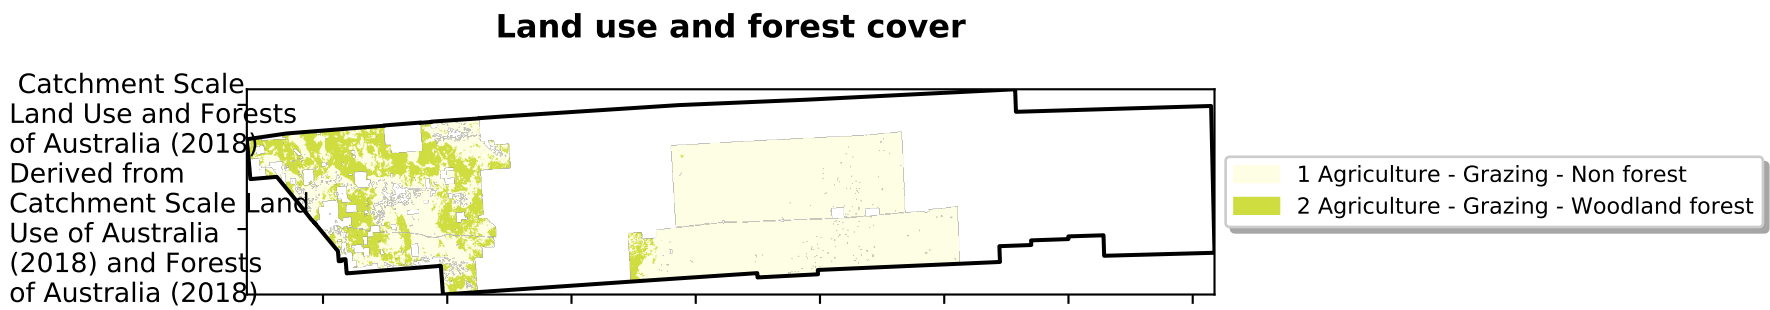 Land use and forest cover
Catchment Scale
Land Use and Forests
of Australia (2018)
Derived from
Catchment Scale Land
Use of Australia
(2018) and Forests
of Australia (2018)
1 Agriculture - Grazing - Non forest
2 Agriculture - Grazing - Woodland forest